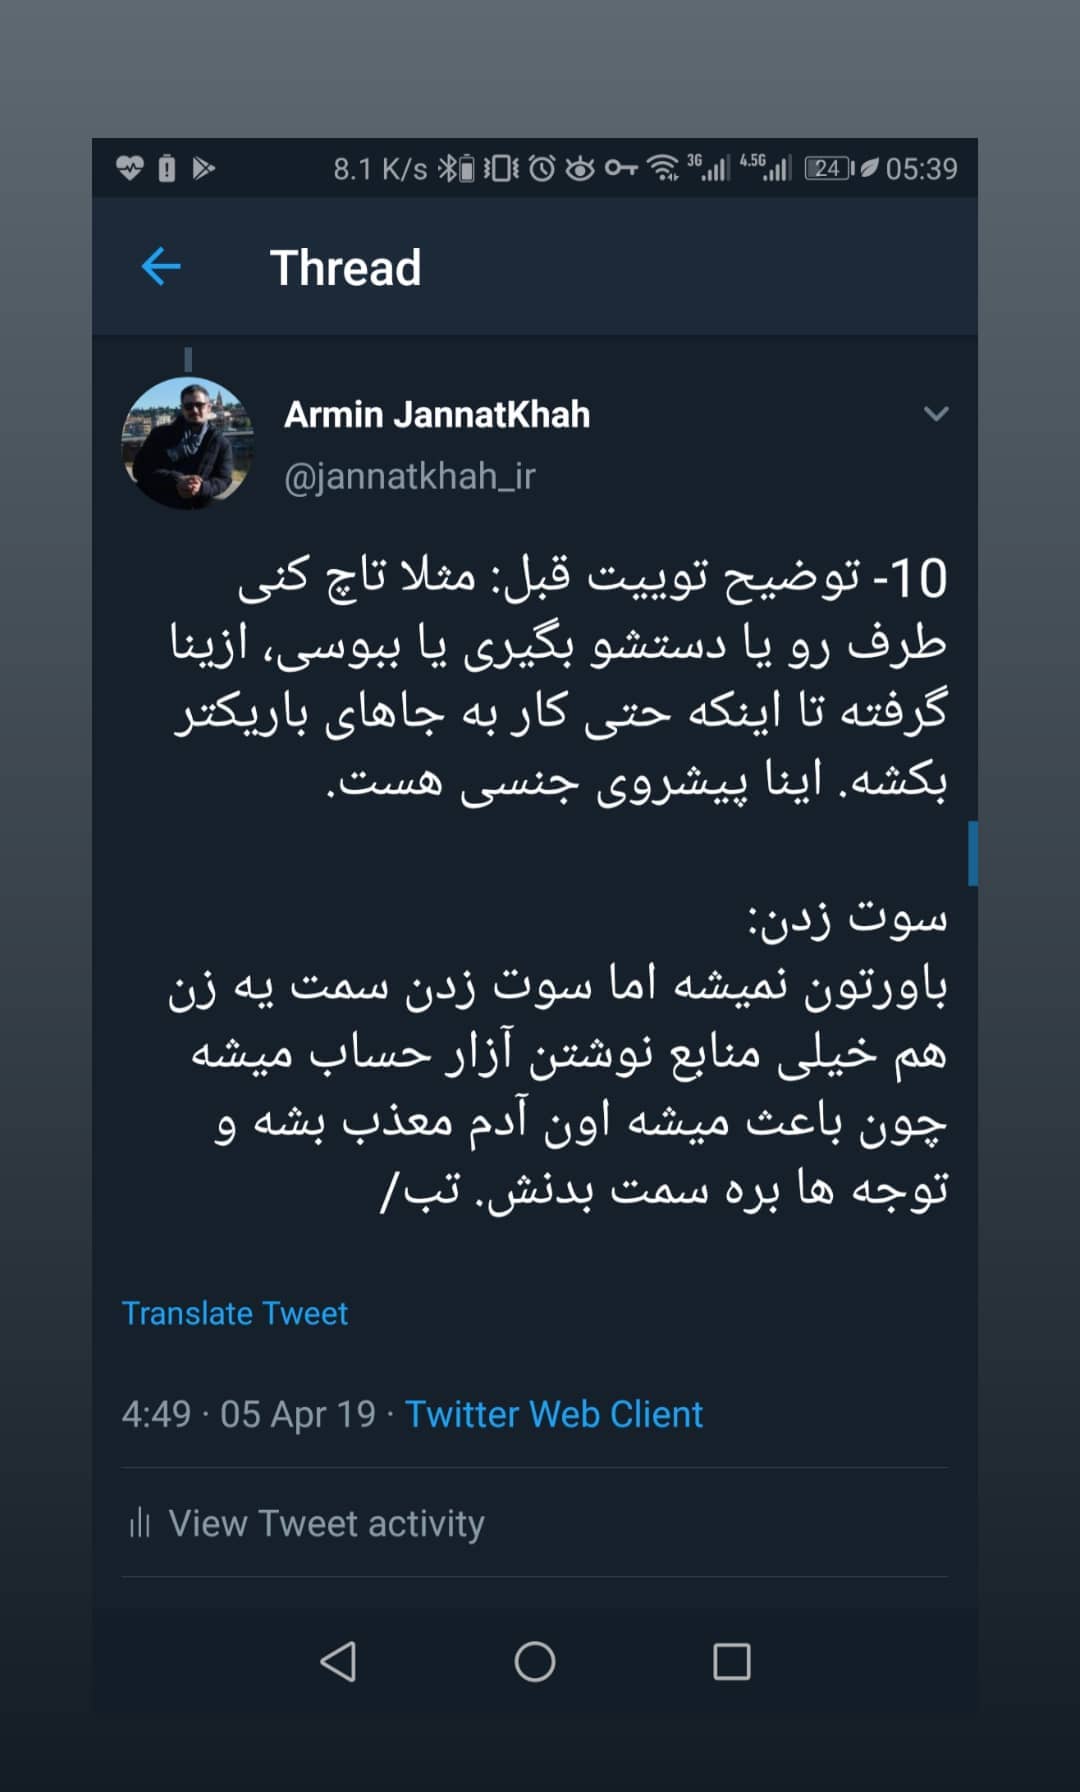 8.1 K/s 3G 4.5G 24 05:39
Thread
Armin JannatKhah
@jannatkhah_ir
10- توضیح توییت قبل: مثلا تاچ کنی
طرف رو یا دستشو بگیری یا ببوسی، ازینا
گرفته تا اینکه حتی کار به جاهای باریکتر
بکشه. اینا پیشروی جنسی هست.
سوت زدن:
باورتون نمیشه اما سوت زدن سمت یه زن
هم خیلی منابع نوشتن آزار حساب میشه
چون باعث میشه اون آدم معذب بشه و
توجه ها بره سمت بدنش. تب/
Translate Tweet
4:49 · 05 Apr 19 · Twitter Web Client
View Tweet activity